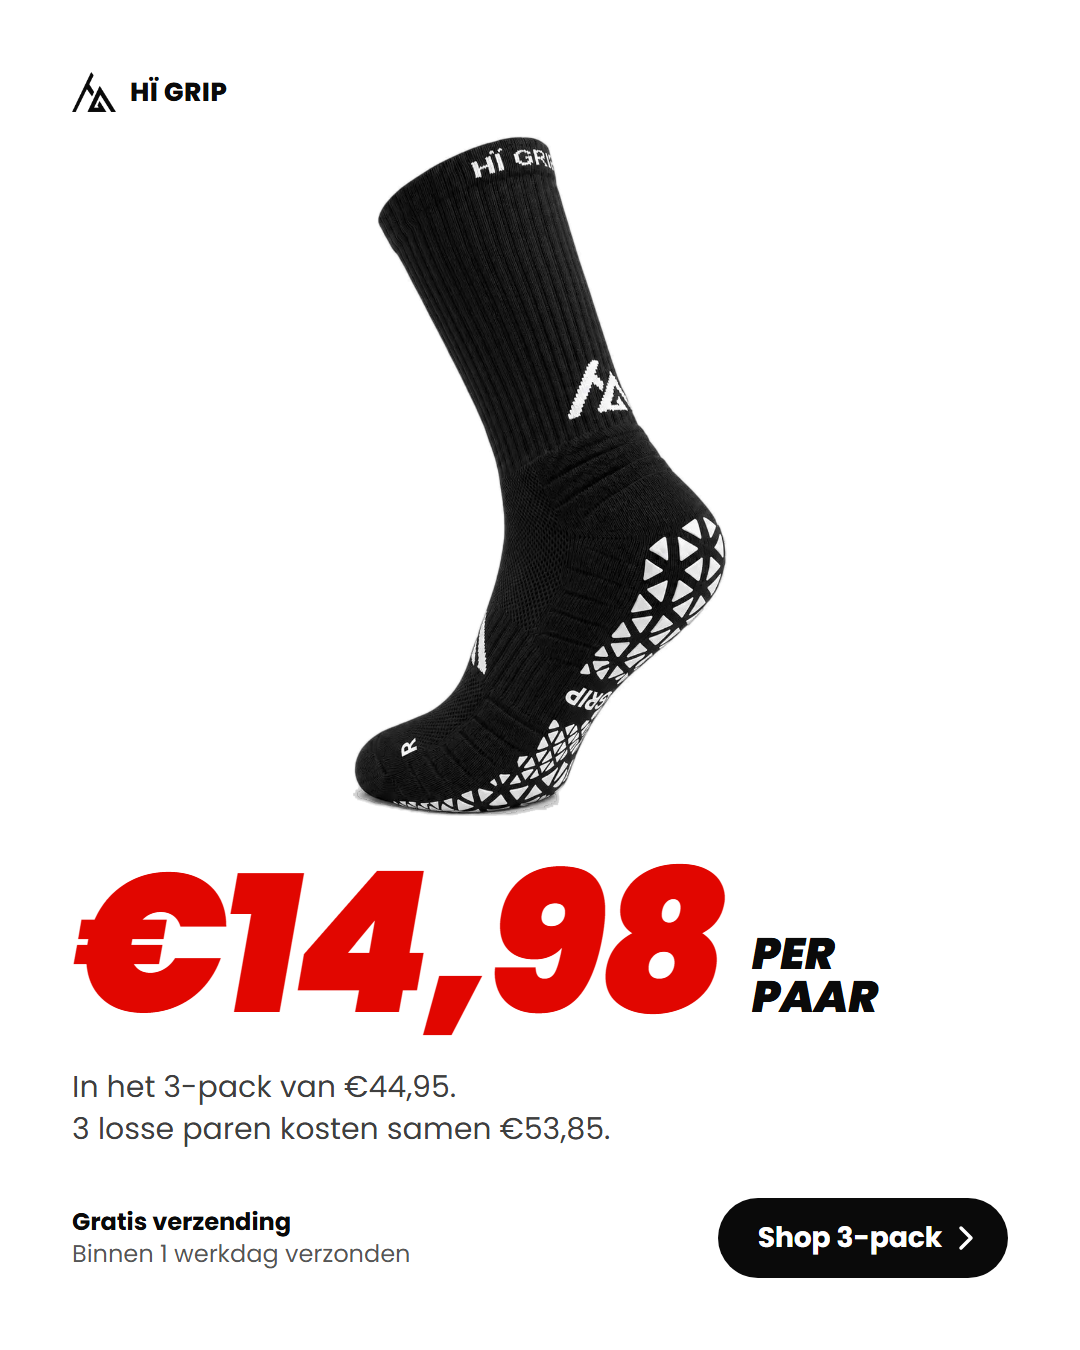 HÏ GRIP
HÏ GRIP
GRIP
R
€14,98
PER
PAAR
In het 3-pack van €44,95.
3 losse paren kosten samen €53,85.
Gratis verzending
Binnen 1 werkdag verzonden
Shop 3-pack